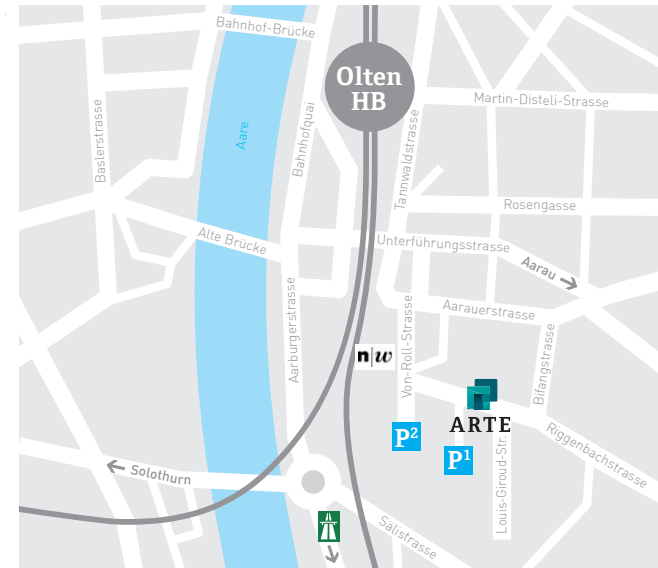 Bahnhof-Brücke
Olten
HB
Martin-Disteli-Strasse
Baslerstrasse
Aare
Bahnhofquai
Tannwaldstrasse
Rosengasse
Alte Brücke
Unterführungsstrasse
Aarau
Aarburgerstrasse
Von-Roll-Strasse
Aarauerstrasse
Bifangstrasse
n|w
ARTE
P²
P¹
Riggenbachstrasse
Louis-Giroud-Str.
Solothurn
Sälistrasse